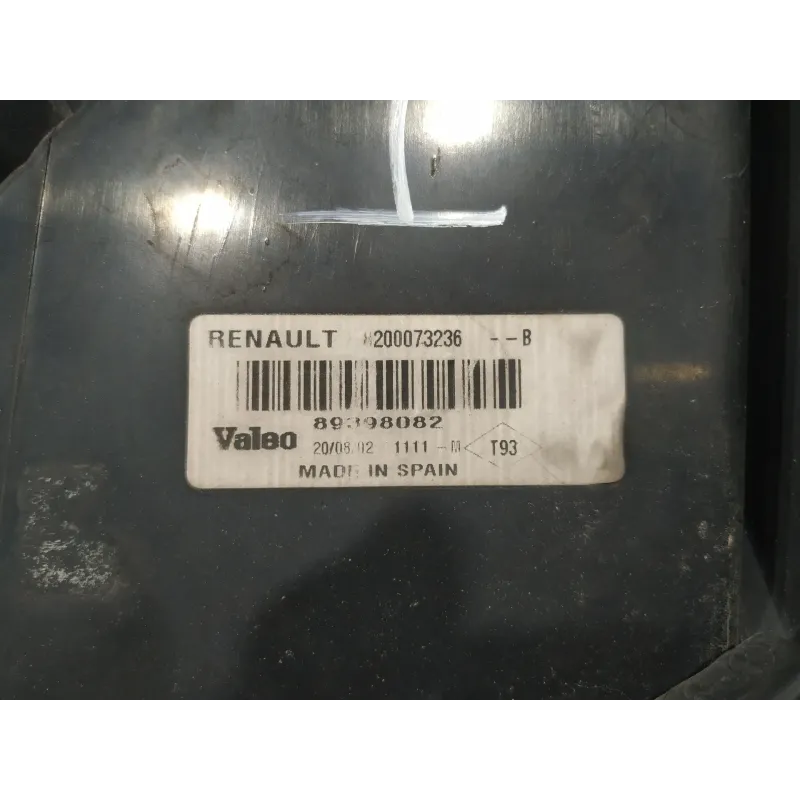 RENAULT 8200073236 --B
89398082
Valeo 20/08/02 1111-M T93
MADE IN SPAIN